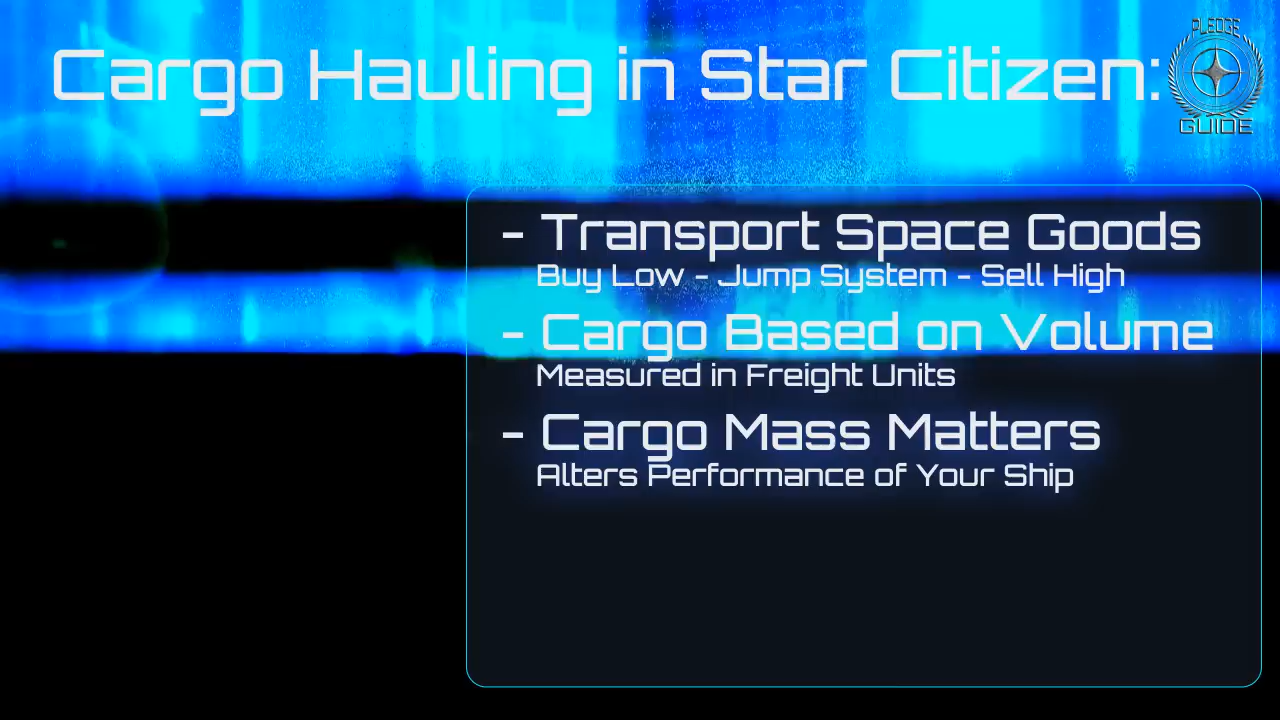 Cargo Hauling in Star Citizen:
PLEDGE
GUIDE
- Transport Space Goods
Buy Low - Jump System - Sell High
- Cargo Based on Volume
Measured in Freight Units
- Cargo Mass Matters
Alters Performance of Your Ship